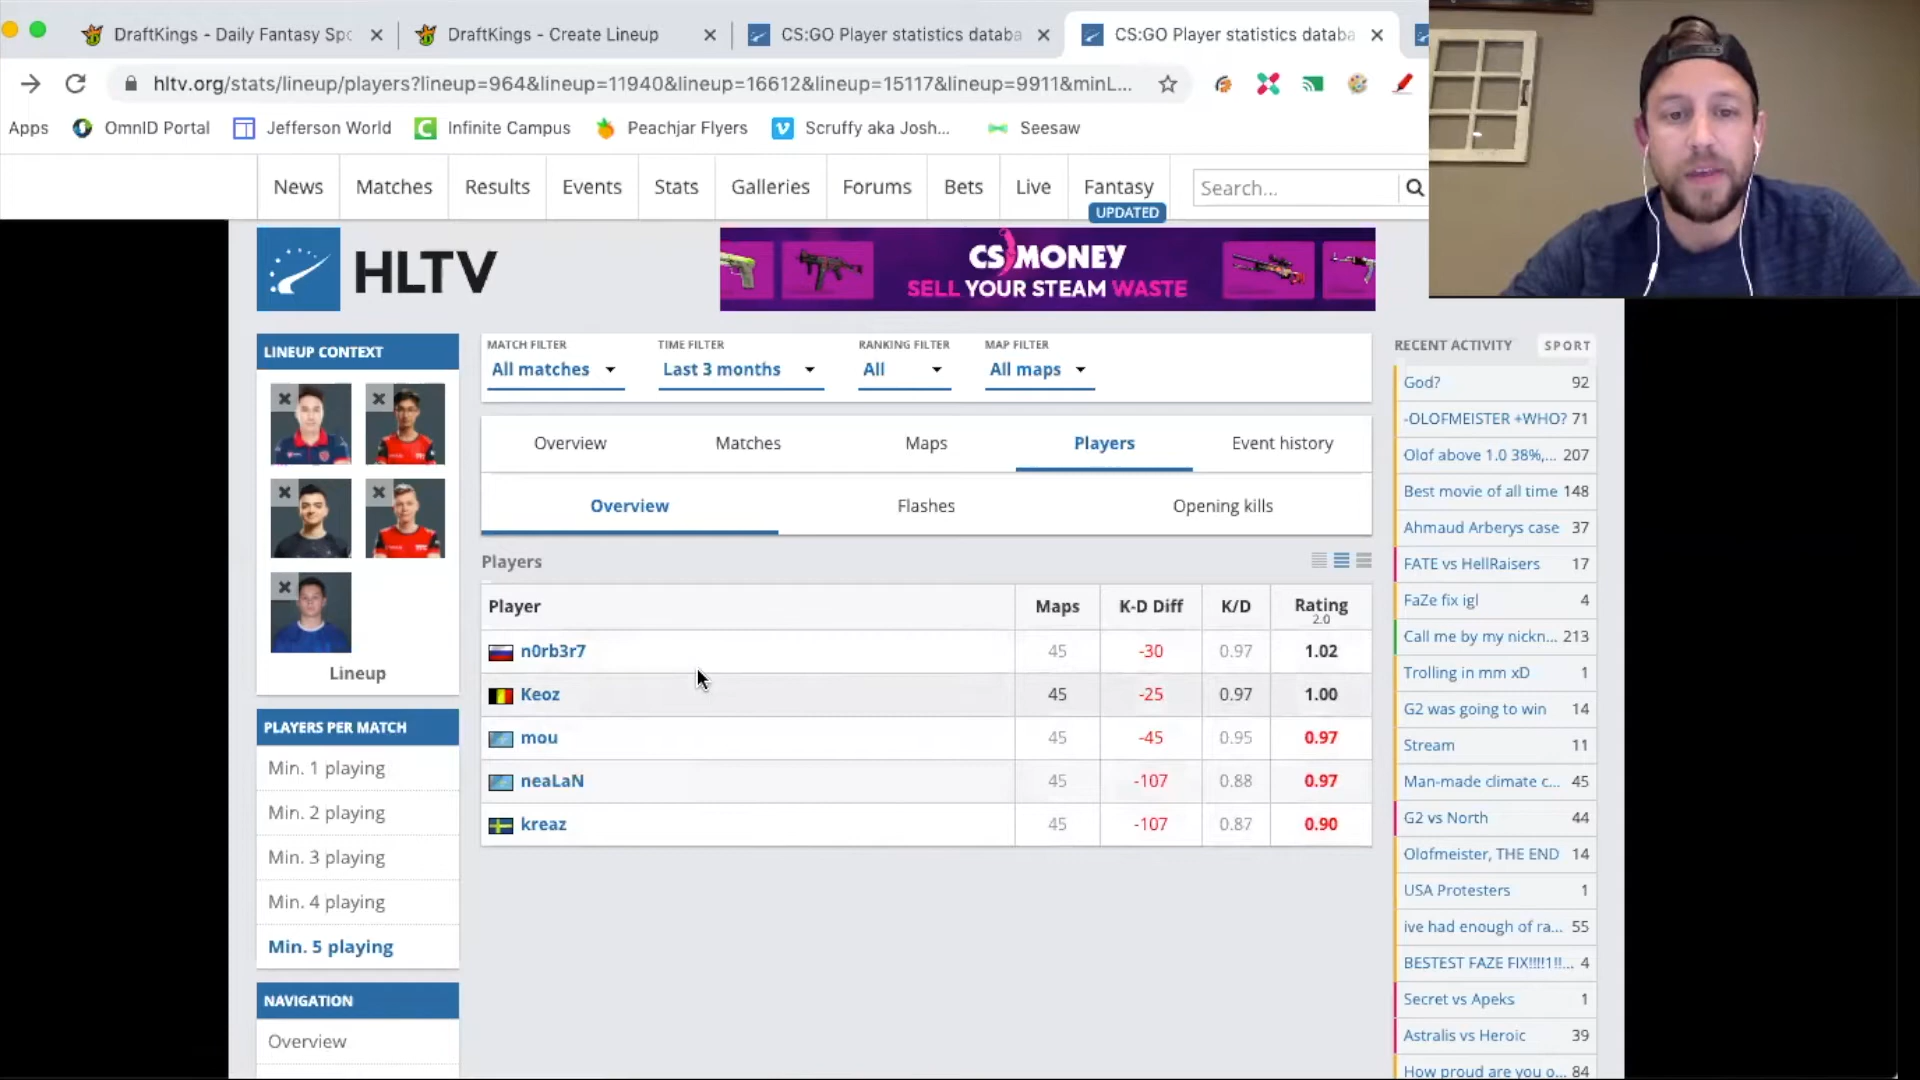 DraftKings - Daily Fantasy Spo
DraftKings - Create Lineup
CS:GO Player statistics databa
CS:GO Player statistics databa
hltv.org/stats/lineup/players?lineup=964&lineup=11940&lineup=16612&lineup=15117&lineup=9911&minL...
Apps OmnID Portal Jefferson World Infinite Campus Peachjar Flyers Scruffy aka Josh... Seesaw
News Matches Results Events Stats Galleries Forums Bets Live Fantasy Search...
UPDATED
HLTV
CS MONEY
SELL YOUR STEAM WASTE
LINEUP CONTEXT
Lineup
PLAYERS PER MATCH
Min. 1 playing
Min. 2 playing
Min. 3 playing
Min. 4 playing
Min. 5 playing
NAVIGATION
Overview
MATCH FILTER TIME FILTER RANKING FILTER MAP FILTER
All matches Last 3 months All All maps
Overview Matches Maps Players Event history
Overview Flashes Opening kills
Players
Player Maps K-D Diff K/D Rating
2.0
n0rb3r7 45 -30 0.97 1.02
Keoz 45 -25 0.97 1.00
mou 45 -45 0.95 0.97
neaLaN 45 -107 0.88 0.97
kreaz 45 -107 0.87 0.90
RECENT ACTIVITY SPORT
God? 92
-OLOFMEISTER +WHO? 71
Olof above 1.0 38%,... 207
Best movie of all time 148
Ahmaud Arberys case 37
FATE vs HellRaisers 17
FaZe fix igl 4
Call me by my nickn... 213
Trolling in mm xD 1
G2 was going to win 14
Stream 11
Man-made climate c... 45
G2 vs North 44
Olofmeister, THE END 14
USA Protesters 1
ive had enough of ra... 55
BESTEST FAZE FIX!!!!1!!... 4
Secret vs Apeks 1
Astralis vs Heroic 39
How proud are you o... 84